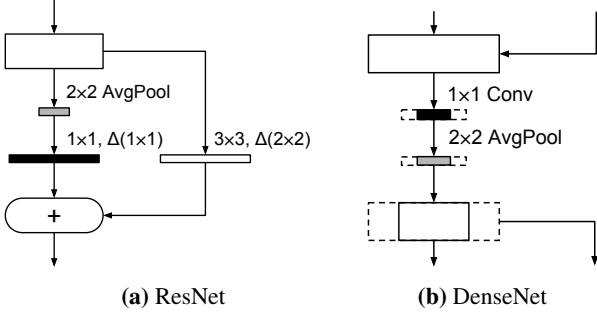 2×2 AvgPool
1×1, Δ(1×1)
3×3, Δ(2×2)
+
(a) ResNet
1×1 Conv
2×2 AvgPool
(b) DenseNet